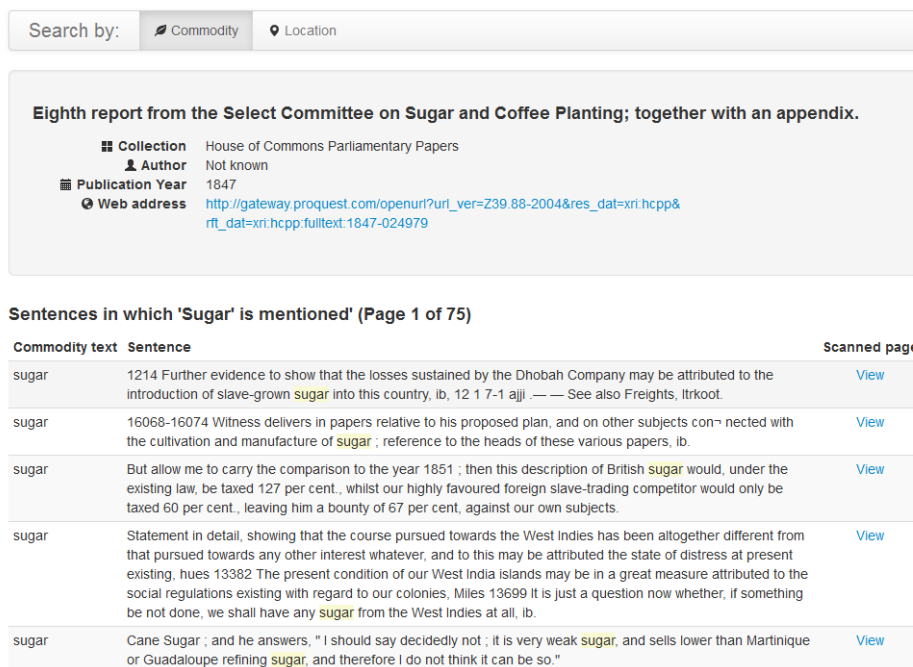 Search by: Commodity Location
Eighth report from the Select Committee on Sugar and Coffee Planting; together with an appendix.
Collection House of Commons Parliamentary Papers
Author Not known
Publication Year 1847
Web address http://gateway.proquest.com/openurl?url_ver=Z39.88-2004&res_dat=xri:hcpp&
rft_dat=xri:hcpp:fulltext:1847-024979
Sentences in which 'Sugar' is mentioned' (Page 1 of 75)
Commodity text Sentence Scanned page
sugar 1214 Further evidence to show that the losses sustained by the Dhobah Company may be attributed to the View
introduction of slave-grown sugar into this country, ib, 12 1 7-1 ajji .— — See also Freights, ltrkoot.
sugar 16068-16074 Witness delivers in papers relative to his proposed plan, and on other subjects con¬ nected with View
the cultivation and manufacture of sugar ; reference to the heads of these various papers, ib.
sugar But allow me to carry the comparison to the year 1851 ; then this description of British sugar would, under the View
existing law, be taxed 127 per cent., whilst our highly favoured foreign slave-trading competitor would only be
taxed 60 per cent., leaving him a bounty of 67 per cent, against our own subjects.
sugar Statement in detail, showing that the course pursued towards the West Indies has been altogether different from View
that pursued towards any other interest whatever, and to this may be attributed the state of distress at present
existing, hues 13382 The present condition of our West India islands may be in a great measure attributed to the
social regulations existing with regard to our colonies, Miles 13699 It is just a question now whether, if something
be not done, we shall have any sugar from the West Indies at all, ib.
sugar Cane Sugar ; and he answers, " I should say decidedly not ; it is very weak sugar, and sells lower than Martinique View
or Guadaloupe refining sugar, and therefore I do not think it can be so."